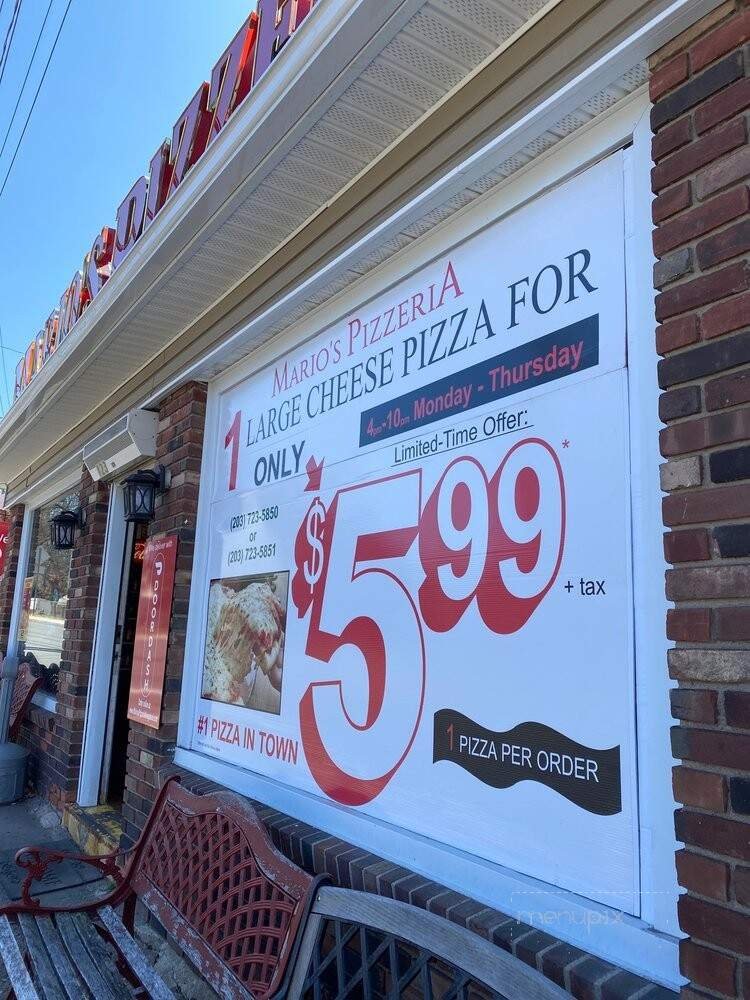 MARIO'S PIZZERIA
1 LARGE CHEESE PIZZA FOR
4pm-10pm Monday - Thursday
ONLY
Limited-Time Offer:
$5.99*
+ tax
(203) 723-5850
or
(203) 723-5851
#1 PIZZA IN TOWN
1 PIZZA PER ORDER
DOORDASH
menupix